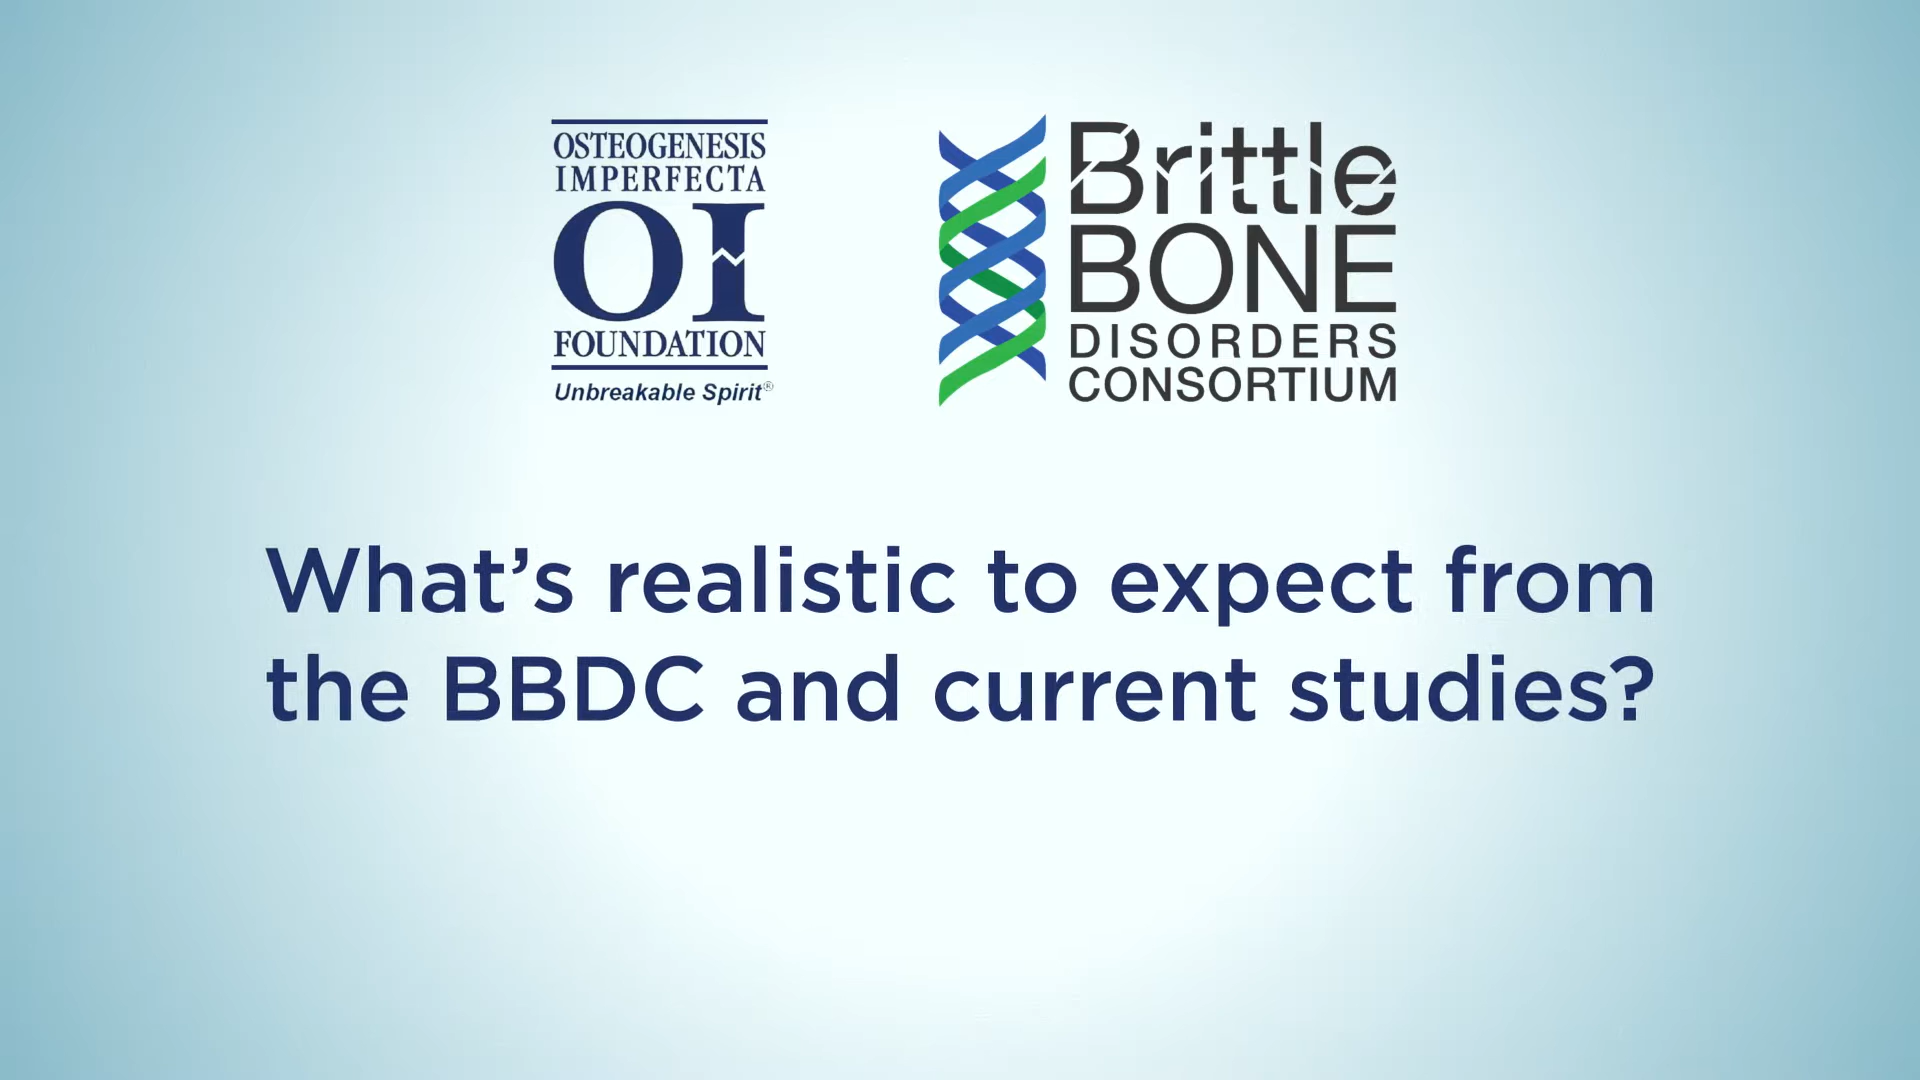 OSTEOGENESIS
IMPERFECTA
OI
FOUNDATION
Unbreakable Spirit®
Brittle
BONE
DISORDERS
CONSORTIUM
What’s realistic to expect from
the BBDC and current studies?